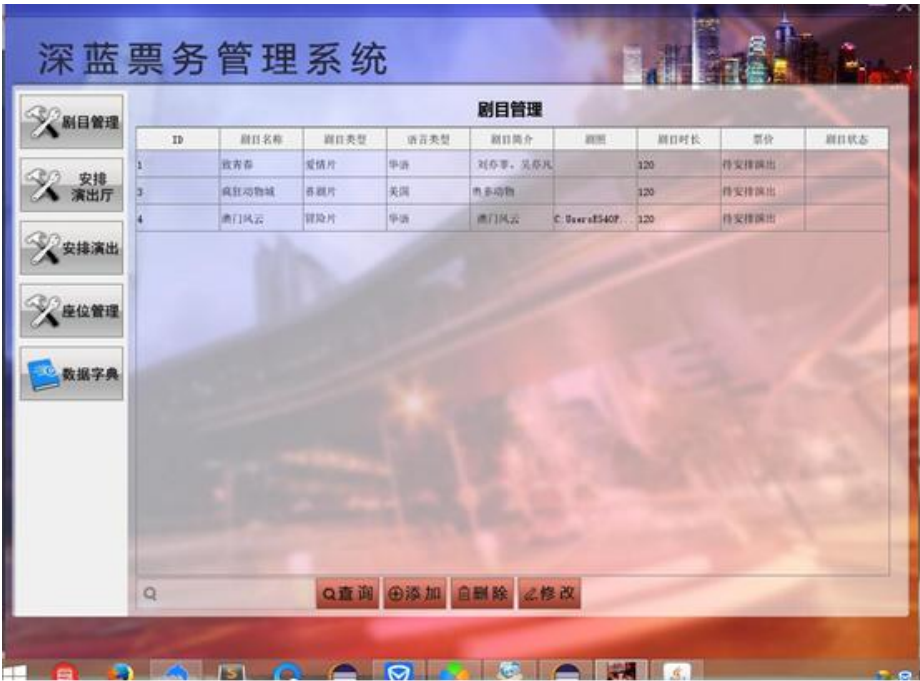 深蓝票务管理系统
剧目管理
安排
演出厅
安排演出
座位管理
数据字典
剧目管理
ID 剧目名称 剧目类型 语言类型 剧目简介 剧照 剧目时长 票价 剧目状态
1 致青春 爱情片 华语 刘亦菲、吴亦凡 120 待安排演出
3 疯狂动物城 喜剧片 美国 120 待安排演出
4 澳门风云 冒险片 华语 澳门风云 120 待安排演出
查询 添加 删除 修改